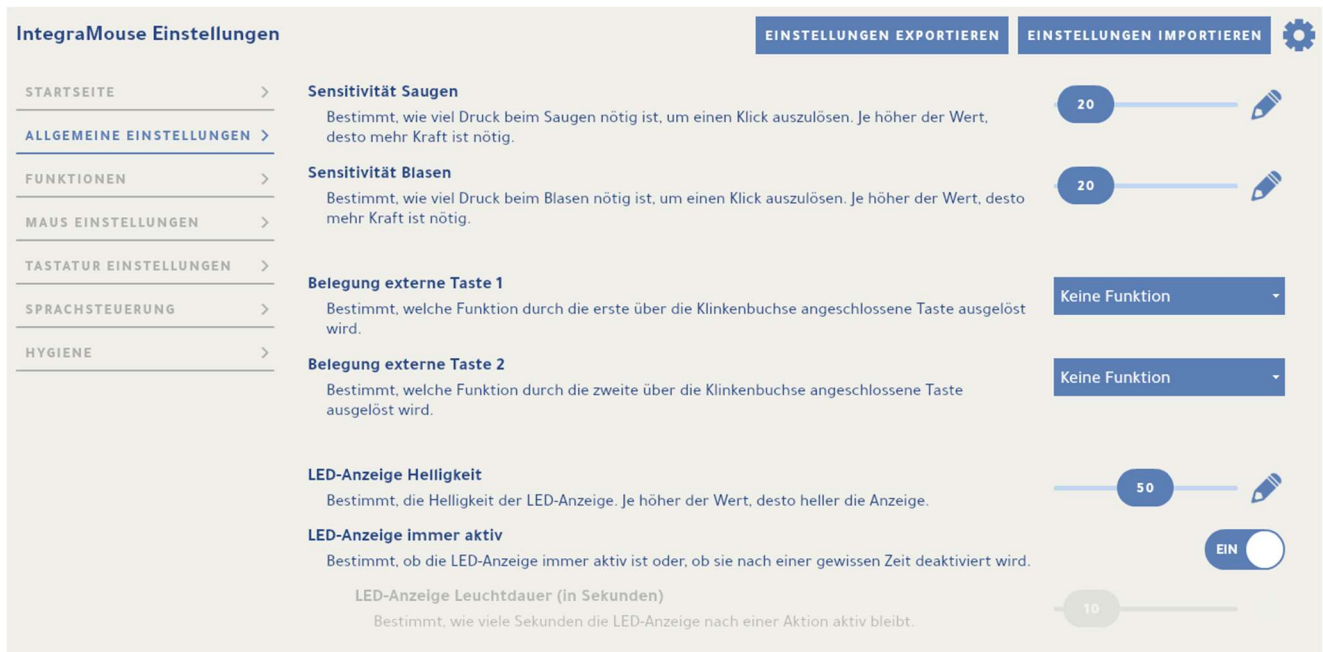 IntegraMouse Einstellungen
EINSTELLUNGEN EXPORTIEREN
EINSTELLUNGEN IMPORTIEREN
STARTSEITE
ALLGEMEINE EINSTELLUNGEN
FUNKTIONEN
MAUS EINSTELLUNGEN
TASTATUR EINSTELLUNGEN
SPRACHSTEUERUNG
HYGIENE
Sensitivität Saugen
Bestimmt, wie viel Druck beim Saugen nötig ist, um einen Klick auszulösen. Je höher der Wert,
desto mehr Kraft ist nötig.
20
Sensitivität Blasen
Bestimmt, wie viel Druck beim Blasen nötig ist, um einen Klick auszulösen. Je höher der Wert, desto
mehr Kraft ist nötig.
20
Belegung externe Taste 1
Bestimmt, welche Funktion durch die erste über die Klinkenbuchse angeschlossene Taste ausgelöst
wird.
Keine Funktion
Belegung externe Taste 2
Bestimmt, welche Funktion durch die zweite über die Klinkenbuchse angeschlossene Taste
ausgelöst wird.
Keine Funktion
LED-Anzeige Helligkeit
Bestimmt, die Helligkeit der LED-Anzeige. Je höher der Wert, desto heller die Anzeige.
50
LED-Anzeige immer aktiv
Bestimmt, ob die LED-Anzeige immer aktiv ist oder, ob sie nach einer gewissen Zeit deaktiviert wird.
EIN
LED-Anzeige Leuchtdauer (in Sekunden)
Bestimmt, wie viele Sekunden die LED-Anzeige nach einer Aktion aktiv bleibt.
10